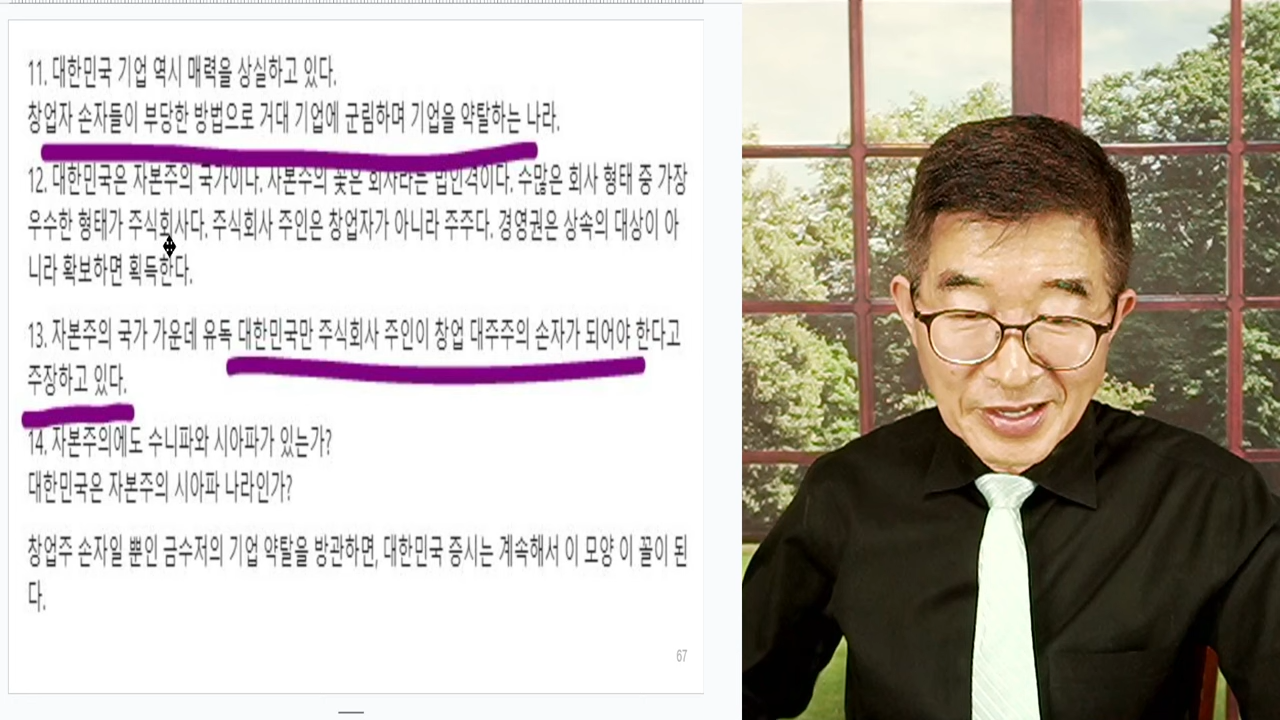 11. 대한민국 기업 역시 매력을 상실하고 있다.
창업자 손자들이 부당한 방법으로 거대 기업에 군림하며 기업을 약탈하는 나라.
12. 대한민국은 자본주의 국가이다. 자본주의 꽃은 회사라는 법인격이다. 수많은 회사 형태 중 가장
우수한 형태가 주식회사다. 주식회사 주인은 창업자가 아니라 주주다. 경영권은 상속의 대상이 아
니라 확보하면 획득한다.
13. 자본주의 국가 가운데 유독 대한민국만 주식회사 주인이 창업 대주주의 손자가 되어야 한다고
주장하고 있다.
14. 자본주의에도 수니파와 시아파가 있는가?
대한민국은 자본주의 시아파 나라인가?
창업주 손자일 뿐인 금수저의 기업 약탈을 방관하면, 대한민국 증시는 계속해서 이 모양 이 꼴이 된
다.
67